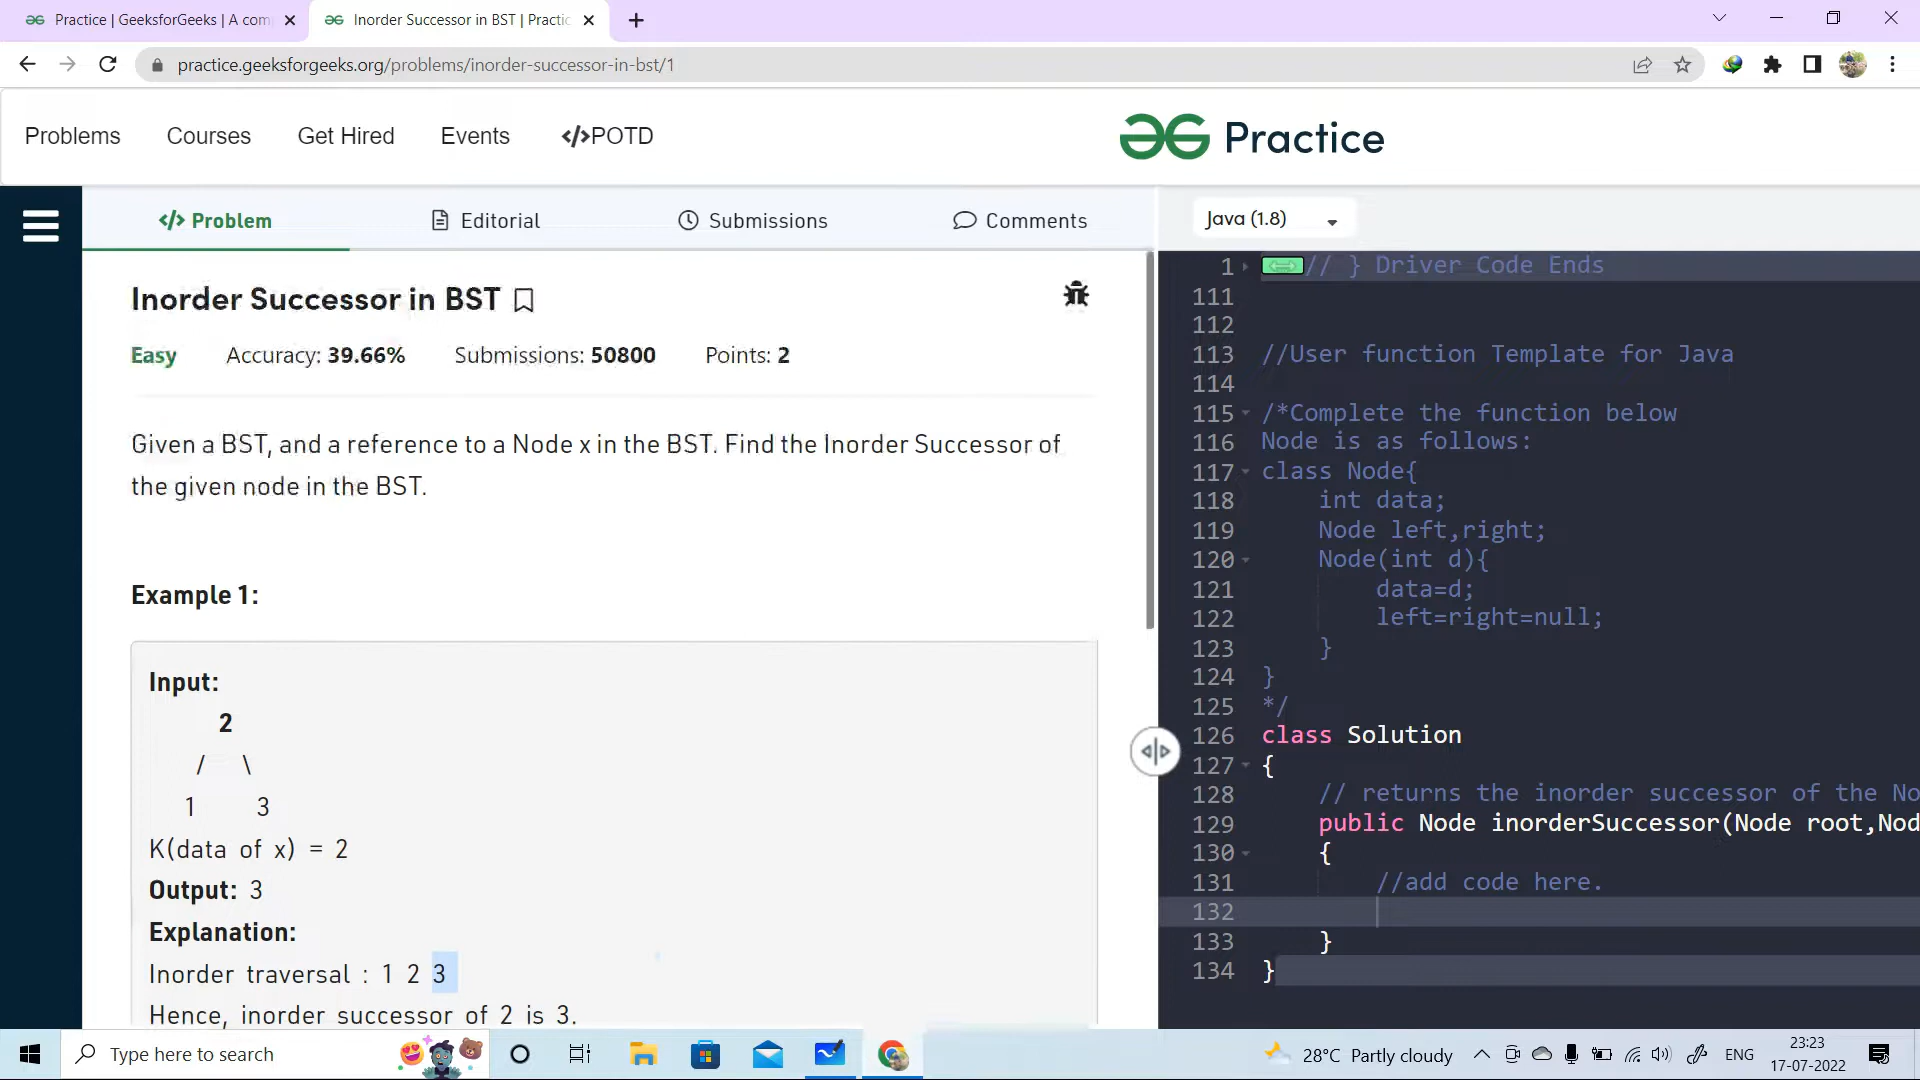 Practice | GeeksforGeeks | A com
Inorder Successor in BST | Practic
practice.geeksforgeeks.org/problems/inorder-successor-in-bst/1
Problems
Courses
Get Hired
Events
</>POTD
Practice
</> Problem
Editorial
Submissions
Comments
Java (1.8)
Inorder Successor in BST
Easy
Accuracy: 39.66%
Submissions: 50800
Points: 2
Given a BST, and a reference to a Node x in the BST. Find the Inorder Successor of
the given node in the BST.
Example 1:
Input:
2
/ \
1 3
K(data of x) = 2
Output: 3
Explanation:
Inorder traversal : 1 2 3
Hence, inorder successor of 2 is 3.
1 // } Driver Code Ends
111
112
113 //User function Template for Java
114
115 /*Complete the function below
116 Node is as follows:
117 class Node{
118 int data;
119 Node left,right;
120 Node(int d){
121 data=d;
122 left=right=null;
123 }
124 }
125 */
126 class Solution
127 {
128 // returns the inorder successor of the No
129 public Node inorderSuccessor(Node root,Nod
130 {
131 //add code here.
132
133 }
134 }
Type here to search
28°C Partly cloudy
ENG
23:23
17-07-2022